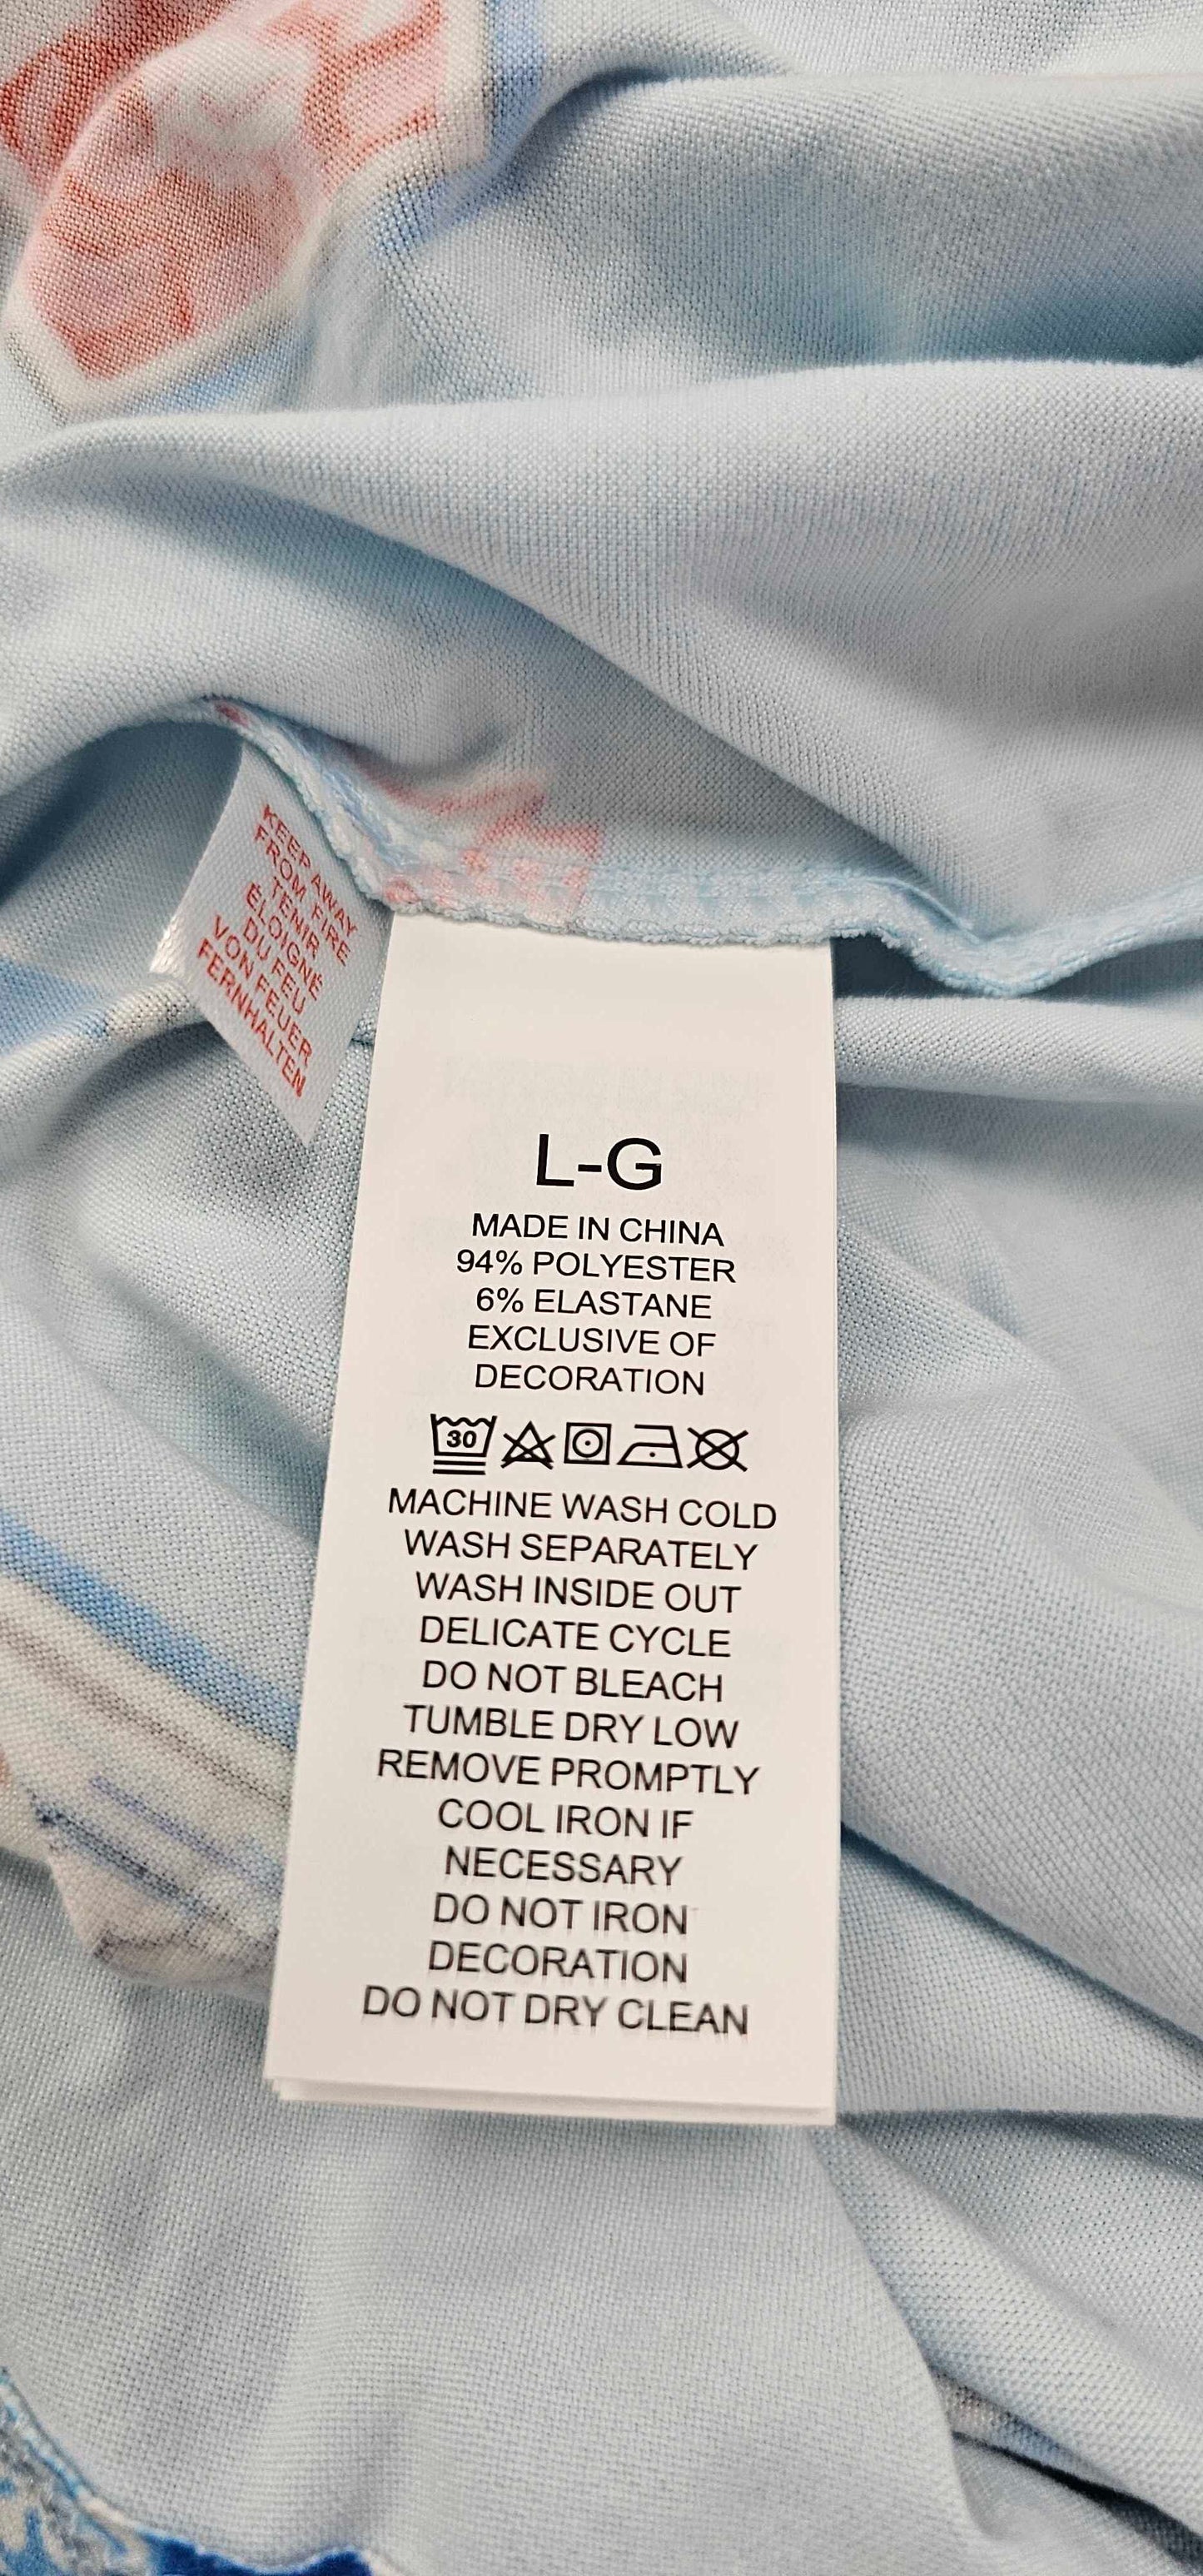 KEEP AWAY
FROM FIRE
TENIR
ÉLOIGNÉ
DU FEU
VON FEUER
FERNHALTEN
L-G
MADE IN CHINA
94% POLYESTER
6% ELASTANE
EXCLUSIVE OF
DECORATION
30
MACHINE WASH COLD
WASH SEPARATELY
WASH INSIDE OUT
DELICATE CYCLE
DO NOT BLEACH
TUMBLE DRY LOW
REMOVE PROMPTLY
COOL IRON IF
NECESSARY
DO NOT IRON
DECORATION
DO NOT DRY CLEAN